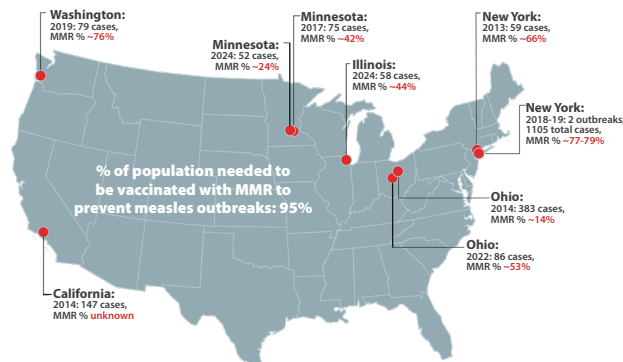 Washington:
2019: 79 cases,
MMR % ~76%
Minnesota:
2017: 75 cases,
MMR % ~42%
Minnesota:
2024: 52 cases,
MMR % ~24%
Illinois:
2024: 58 cases,
MMR % ~44%
New York:
2013: 59 cases,
MMR % ~66%
New York:
2018-19: 2 outbreaks,
1105 total cases,
MMR % ~77-79%
% of population needed to
be vaccinated with MMR to
prevent measles outbreaks: 95%
Ohio:
2014: 383 cases,
MMR % ~14%
Ohio:
2022: 86 cases,
MMR % ~53%
California:
2014: 147 cases,
MMR % unknown